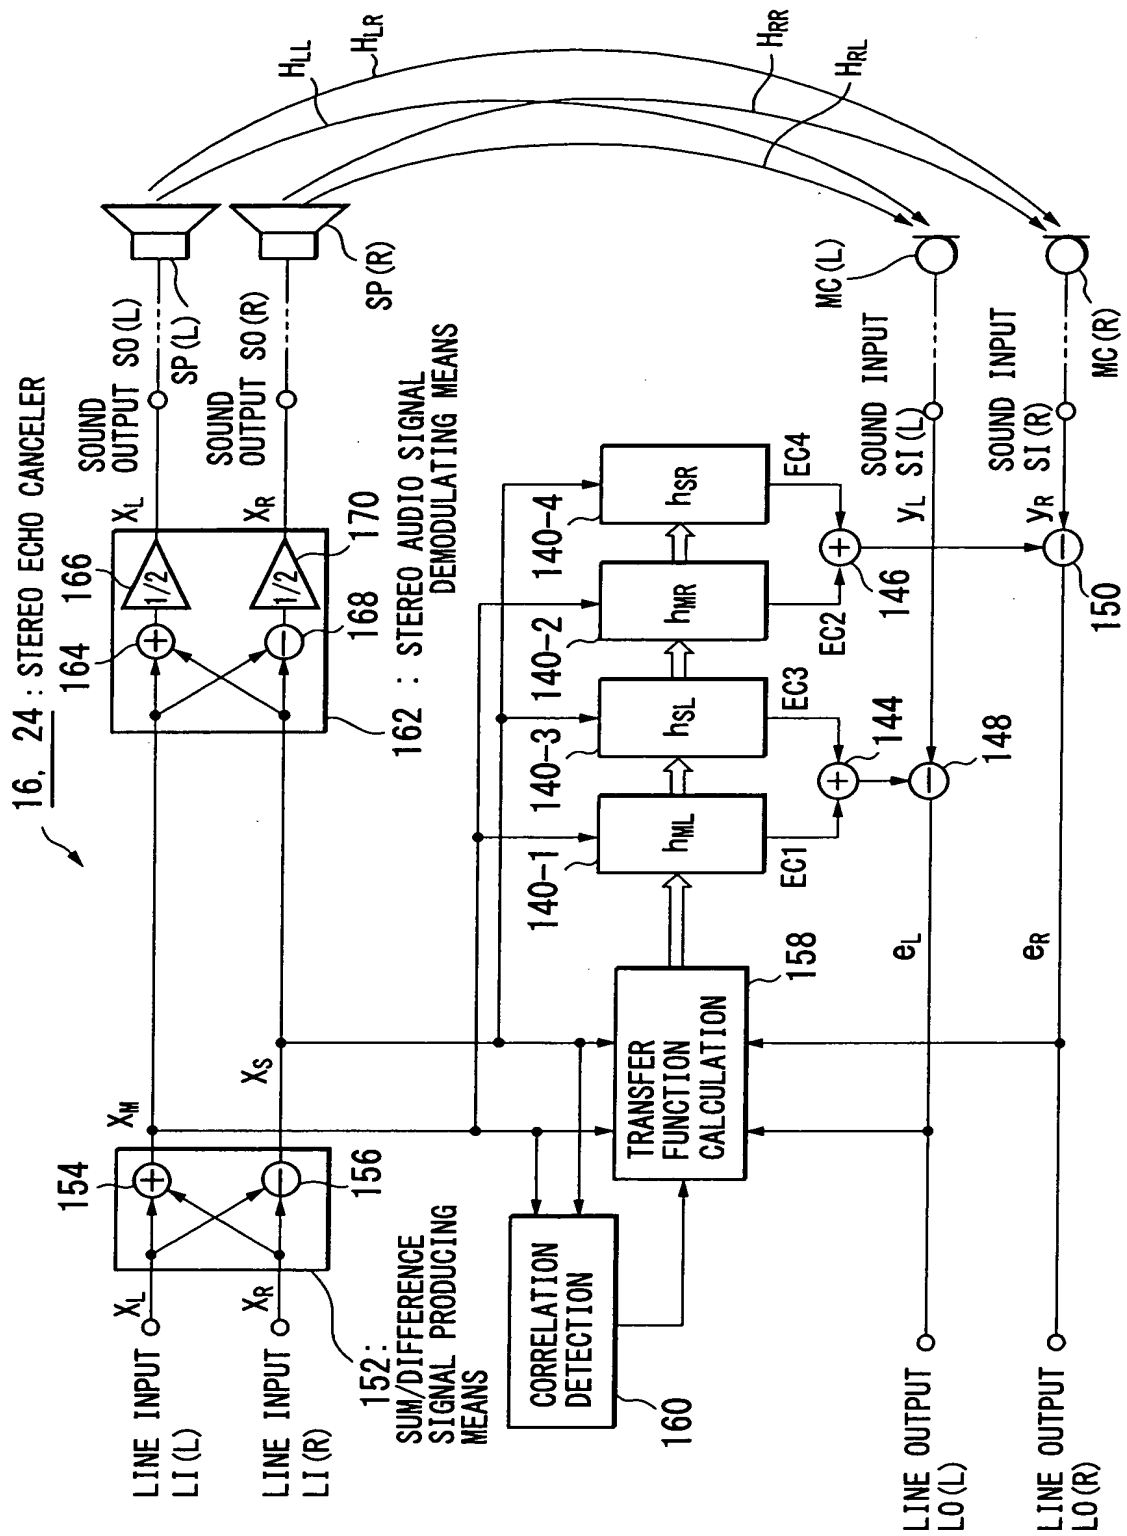 16, 24 : STEREO ECHO CANCELER
LINE INPUT
LI(L)
XL
154
XM
164
166
1/2
XL
SOUND
OUTPUT SO(L)
SP(L)
HLL
HLR
LINE INPUT
LI(R)
XR
156
XS
168
170
1/2
XR
SOUND
OUTPUT SO(R)
SP(R)
HRR
HRL
152:
SUM/DIFFERENCE
SIGNAL PRODUCING
MEANS
162 : STEREO AUDIO SIGNAL
DEMODULATING MEANS
CORRELATION
DETECTION
160
TRANSFER
FUNCTION
CALCULATION
158
140-1
hML
140-3
hSL
140-2
hMR
140-4
hSR
EC1
EC3
EC2
EC4
144
146
148
150
eL
eR
yL
SOUND INPUT
SI(L)
MC(L)
yR
SOUND INPUT
SI(R)
MC(R)
LINE OUTPUT
LO(L)
LINE OUTPUT
LO(R)